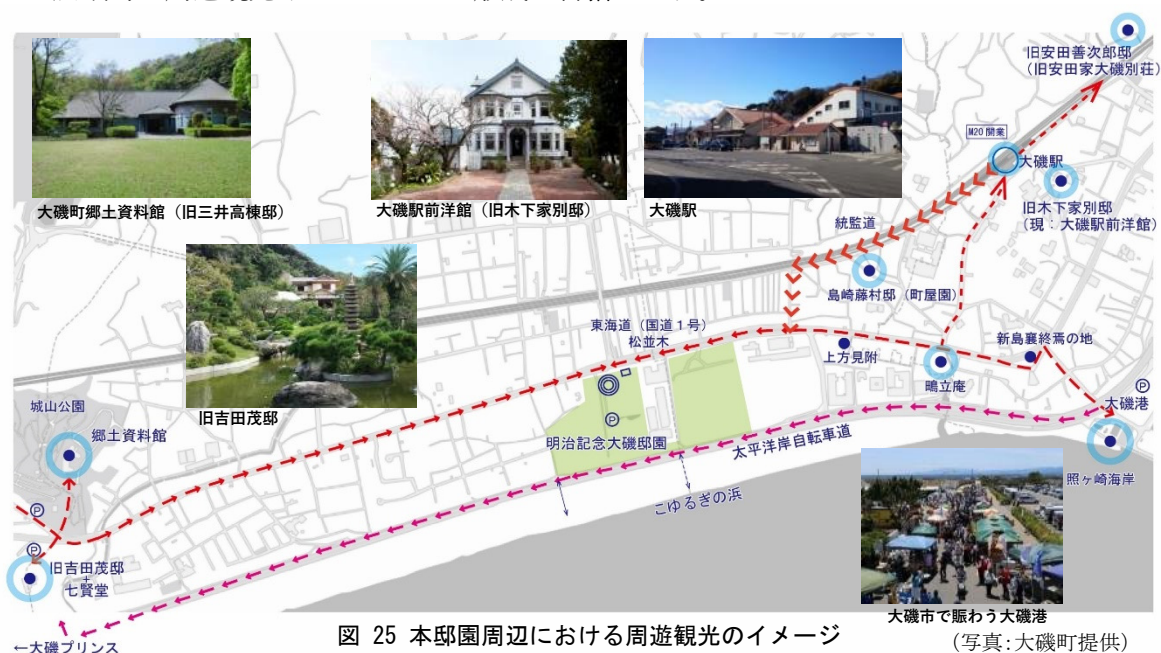 旧安田善次郎邸
(旧安田家大磯別荘)
M20 開業
大磯駅
旧木下家別邸
(現:大磯駅前洋館)
大磯町郷土資料館(旧三井高棟邸)
大磯駅前洋館(旧木下家別邸)
大磯駅
統監道
島崎藤村邸(町屋園)
東海道(国道1号)
松並木
上方見附
新島襄終焉の地
鴫立庵
P
大磯港
旧吉田茂邸
城山公園
郷土資料館
P
明治記念大磯邸園
太平洋岸自転車道
こゆるぎの浜
照ヶ崎海岸
P
P
旧吉田茂邸
+
七賢堂
←大磯プリンス
大磯市で賑わう大磯港
図 25 本邸園周辺における周遊観光のイメージ
(写真:大磯町提供)